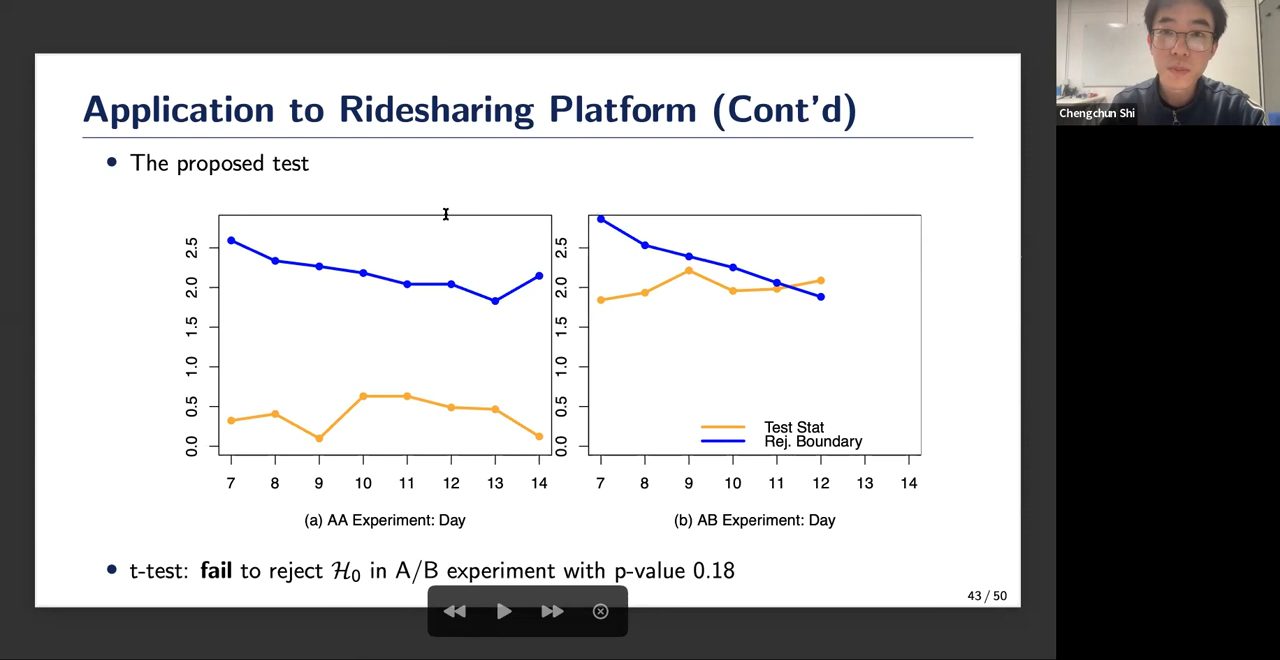 Application to Ridesharing Platform (Cont'd)
Chengchun Shi
• The proposed test
0.0 0.5 1.0 1.5 2.0 2.5
7 8 9 10 11 12 13 14
(a) AA Experiment: Day
0.0 0.5 1.0 1.5 2.0 2.5
Test Stat
Rej. Boundary
7 8 9 10 11 12 13 14
(b) AB Experiment: Day
• t-test: fail to reject ℋ₀ in A/B experiment with p-value 0.18
43 / 50